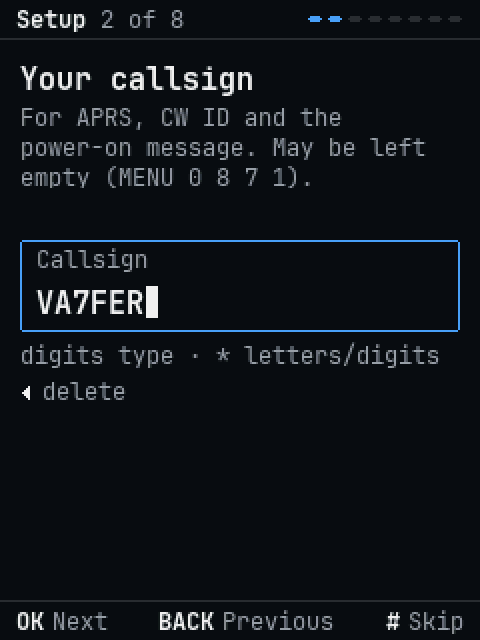 Setup 2 of 8
Your callsign
For APRS, CW ID and the
power-on message. May be left
empty (MENU 0 8 7 1).
Callsign
VA7FER
digits type · * letters/digits
delete
OK Next BACK Previous # Skip